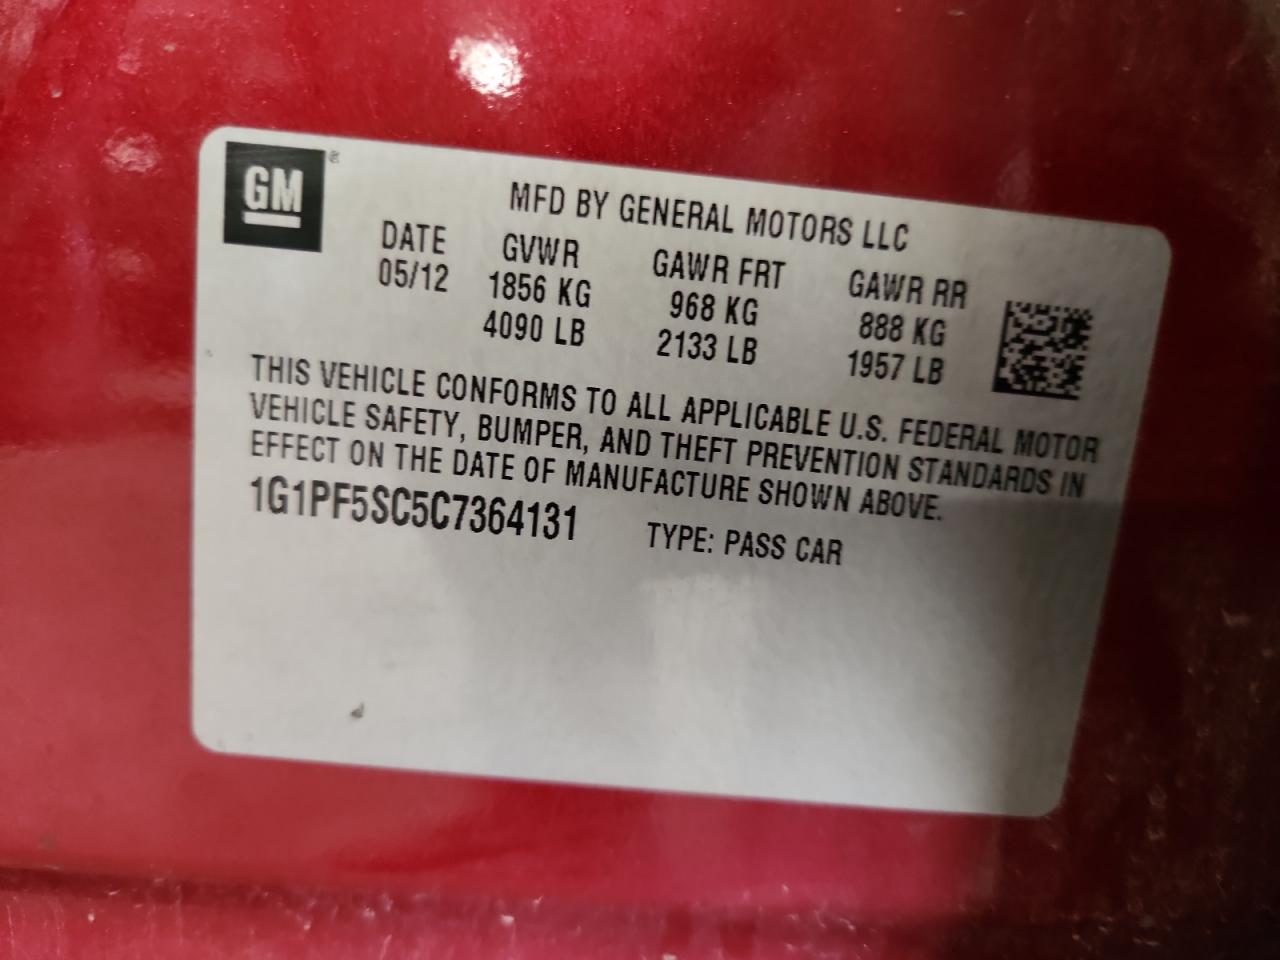 GM ®
MFD BY GENERAL MOTORS LLC
DATE GVWR GAWR FRT GAWR RR
05/12 1856 KG 968 KG 888 KG
4090 LB 2133 LB 1957 LB
THIS VEHICLE CONFORMS TO ALL APPLICABLE U.S. FEDERAL MOTOR
VEHICLE SAFETY, BUMPER, AND THEFT PREVENTION STANDARDS IN
EFFECT ON THE DATE OF MANUFACTURE SHOWN ABOVE.
1G1PF5SC5C7364131 TYPE: PASS CAR